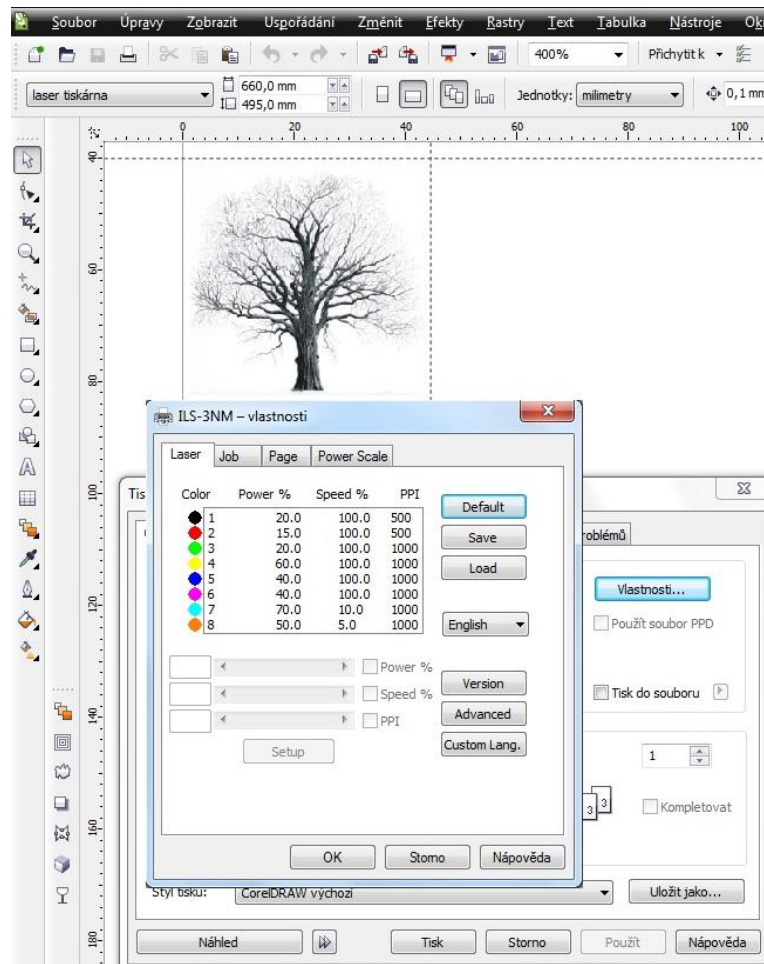 Soubor Úpravy Zobrazit Uspořádání Změnit Efekty Rastry Text Tabulka Nástroje
400% Přichytit k
laser tiskárna 660,0 mm Jednotky: milimetry 0,1 mm
495,0 mm
0 20 40 60 80 100
40
60
80
100
120
140
160
180
ILS-3NM – vlastnosti
Laser Job Page Power Scale
Color Power % Speed % PPI
1 20.0 100.0 500
2 15.0 100.0 500
3 20.0 100.0 1000
4 60.0 100.0 1000
5 40.0 100.0 1000
6 40.0 100.0 1000
7 70.0 10.0 1000
8 50.0 5.0 1000
Default
Save
Load
English
Power %
Speed %
PPI
Setup
Version
Advanced
Custom Lang.
OK Storno Nápověda
Tis
roblémů
Vlastnosti...
Použít soubor PPD
Tisk do souboru
1
3 3
Kompletovat
Styl tisku: CorelDRAW výchozí Uložit jako...
Náhled Tisk Storno Použít Nápověda